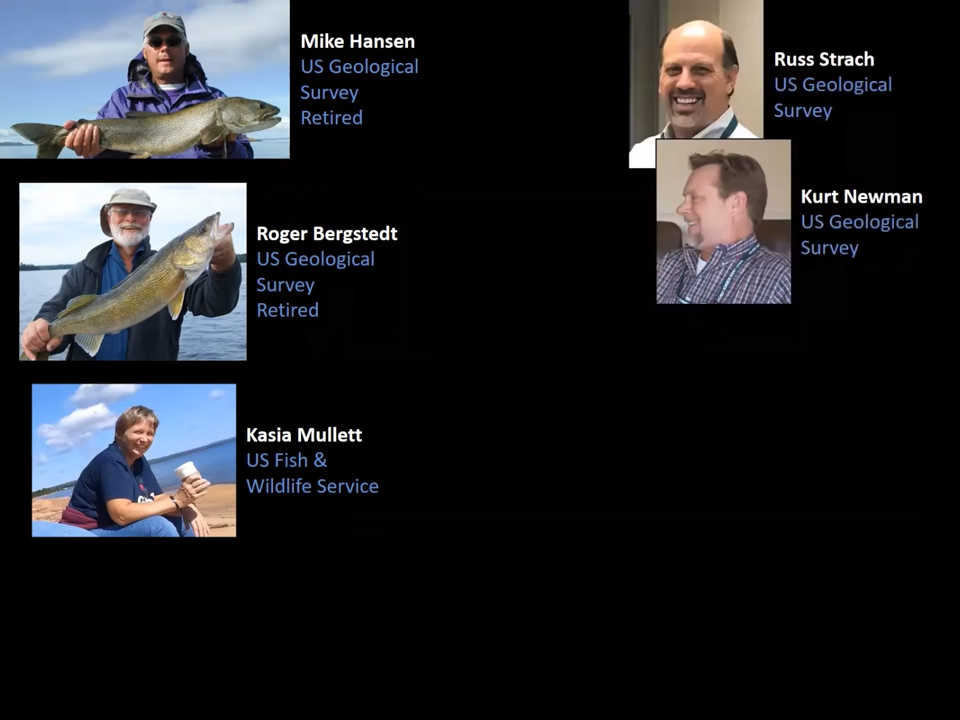 Mike Hansen
US Geological
Survey
Retired
Roger Bergstedt
US Geological
Survey
Retired
Kasia Mullett
US Fish &
Wildlife Service
Russ Strach
US Geological
Survey
Kurt Newman
US Geological
Survey